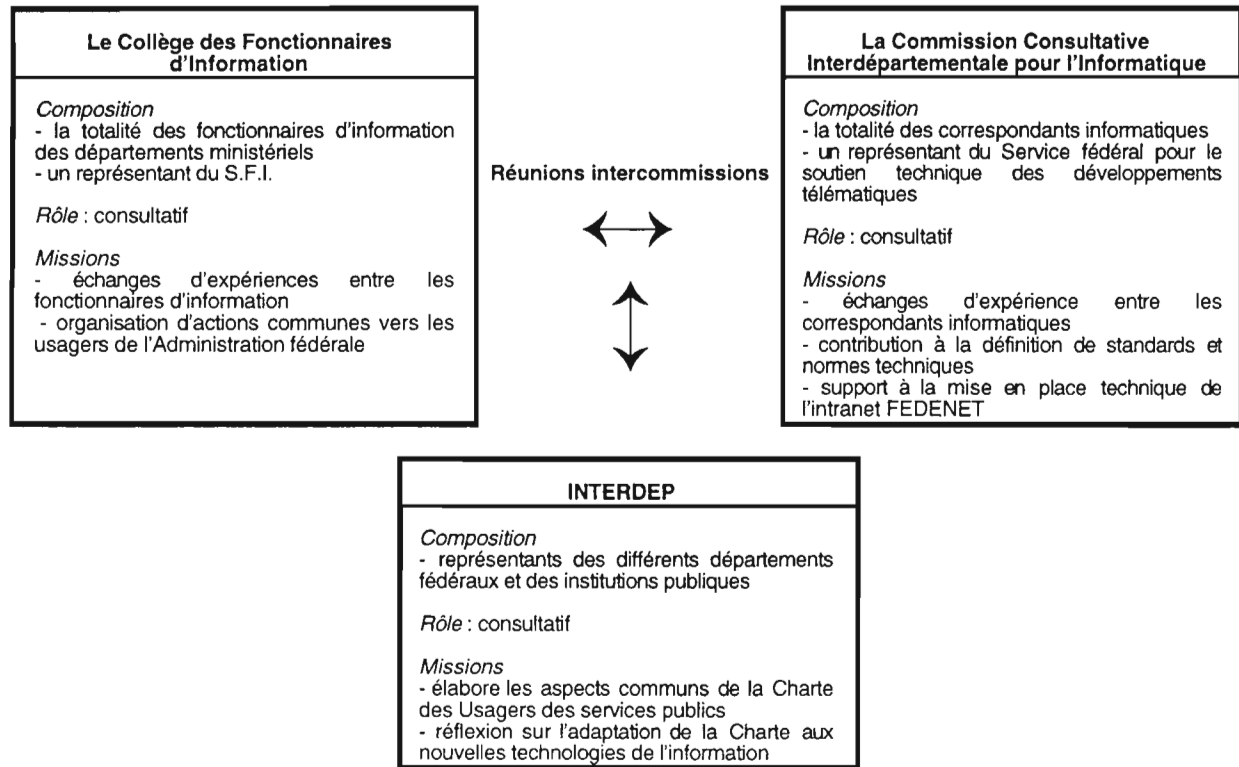 Le Collège des Fonctionnaires
d'Information
Composition
- la totalité des fonctionnaires d'information
des départements ministériels
- un représentant du S.F.I.
Rôle : consultatif
Missions
- échanges d'expériences entre les
fonctionnaires d'information
- organisation d'actions communes vers les
usagers de l'Administration fédérale
Réunions intercommissions
La Commission Consultative
Interdépartementale pour l'Informatique
Composition
- la totalité des correspondants informatiques
- un représentant du Service fédéral pour le
soutien technique des développements
télématiques
Rôle : consultatif
Missions
- échanges d'expérience entre les
correspondants informatiques
- contribution à la définition de standards et
normes techniques
- support à la mise en place technique de
l'intranet FEDENET
INTERDEP
Composition
- représentants des différents départements
fédéraux et des institutions publiques
Rôle : consultatif
Missions
- élabore les aspects communs de la Charte
des Usagers des services publics
- réflexion sur l'adaptation de la Charte aux
nouvelles technologies de l'information